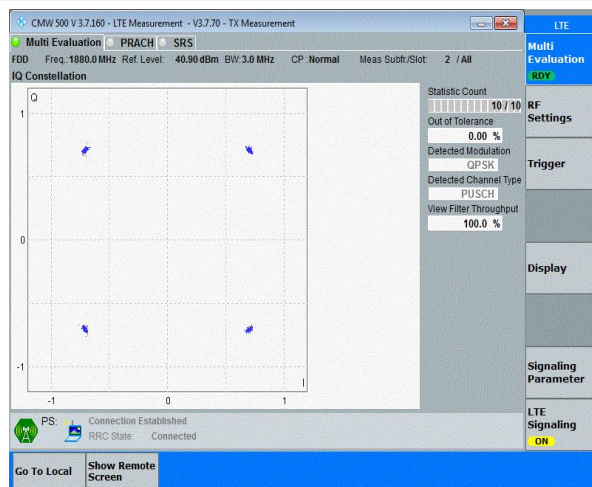 CMW 500 V 3.7.160 - LTE Measurement - V3.7.70 - TX Measurement
LTE
Multi Evaluation PRACH SRS
FDD Freq.:1880.0 MHz Ref. Level: 40.90 dBm BW:3.0 MHz CP :Normal Meas Subfr./Slot: 2 / All
IQ Constellation
Q
1
0
-1
-1 0 1
I
Statistic Count
10 / 10
Out of Tolerance
0.00 %
Detected Modulation
QPSK
Detected Channel Type
PUSCH
View Filter Throughput
100.0 %
Multi
Evaluation
RDY
RF
Settings
Trigger
Display
Signaling
Parameter
LTE
Signaling
ON
PS: Connection Established
RRC State: Connected
Go To Local
Show Remote
Screen